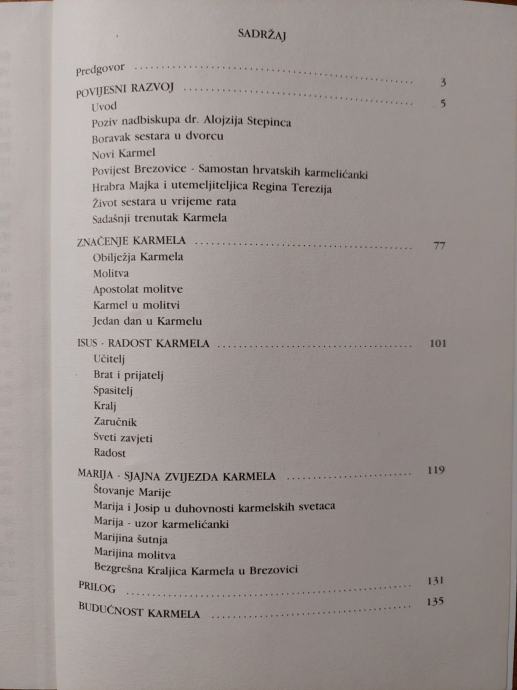 SADRŽAJ
Predgovor ........................................ 3
POVIJESNI RAZVOJ ........................................ 5
Uvod
Poziv nadbiskupa dr. Alojzija Stepinca
Boravak sestara u dvorcu
Novi Karmel
Povijest Brezovice - Samostan hrvatskih karmelićanki
Hrabra Majka i utemeljiteljica Regina Terezija
Život sestara u vrijeme rata
Sadašnji trenutak Karmela
ZNAČENJE KARMELA ........................................ 77
Obilježja Karmela
Molitva
Apostolat molitve
Karmel u molitvi
Jedan dan u Karmelu
ISUS - RADOST KARMELA ........................................ 101
Učitelj
Brat i prijatelj
Spasitelj
Kralj
Zaručnik
Sveti zavjeti
Radost
MARIJA - SJAJNA ZVIJEZDA KARMELA ........................ 119
Štovanje Marije
Marija i Josip u duhovnosti karmelskih svetaca
Marija - uzor karmelićanki
Marijina šutnja
Marijina molitva
Bezgrešna Kraljica Karmela u Brezovici
PRILOG ........................................ 131
BUDUĆNOST KARMELA ........................................ 135